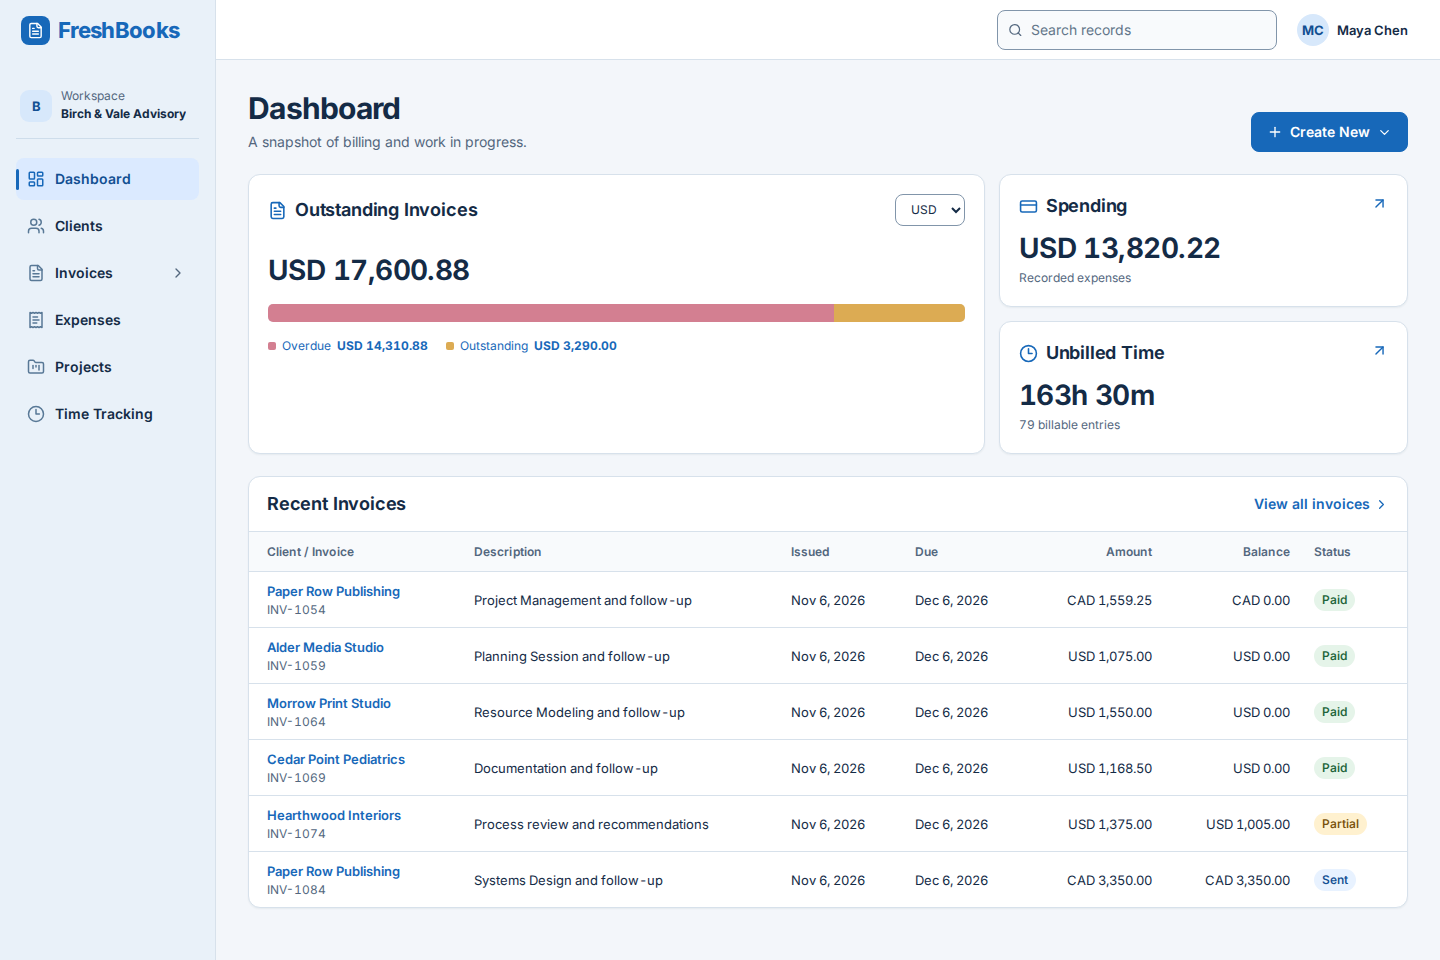 FreshBooks
Search records
MC Maya Chen
B
Workspace
Birch & Vale Advisory
Dashboard
Clients
Invoices
Expenses
Projects
Time Tracking
Dashboard
A snapshot of billing and work in progress.
Create New
Outstanding Invoices
USD
USD 17,600.88
Overdue USD 14,310.88 Outstanding USD 3,290.00
Spending
USD 13,820.22
Recorded expenses
Unbilled Time
163h 30m
79 billable entries
Recent Invoices
View all invoices
Client / Invoice Description Issued Due Amount Balance Status
Paper Row Publishing
INV-1054
Project Management and follow-up Nov 6, 2026 Dec 6, 2026 CAD 1,559.25 CAD 0.00 Paid
Alder Media Studio
INV-1059
Planning Session and follow-up Nov 6, 2026 Dec 6, 2026 USD 1,075.00 USD 0.00 Paid
Morrow Print Studio
INV-1064
Resource Modeling and follow-up Nov 6, 2026 Dec 6, 2026 USD 1,550.00 USD 0.00 Paid
Cedar Point Pediatrics
INV-1069
Documentation and follow-up Nov 6, 2026 Dec 6, 2026 USD 1,168.50 USD 0.00 Paid
Hearthwood Interiors
INV-1074
Process review and recommendations Nov 6, 2026 Dec 6, 2026 USD 1,375.00 USD 1,005.00 Partial
Paper Row Publishing
INV-1084
Systems Design and follow-up Nov 6, 2026 Dec 6, 2026 CAD 3,350.00 CAD 3,350.00 Sent